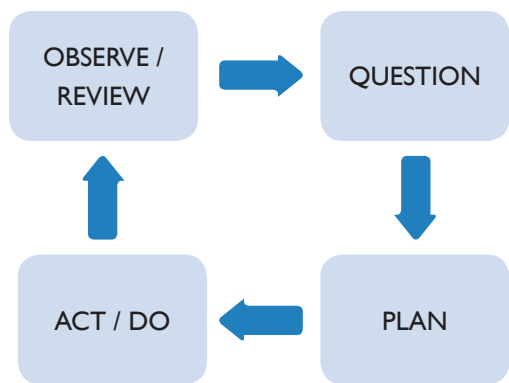 OBSERVE /
REVIEW
QUESTION
ACT / DO
PLAN